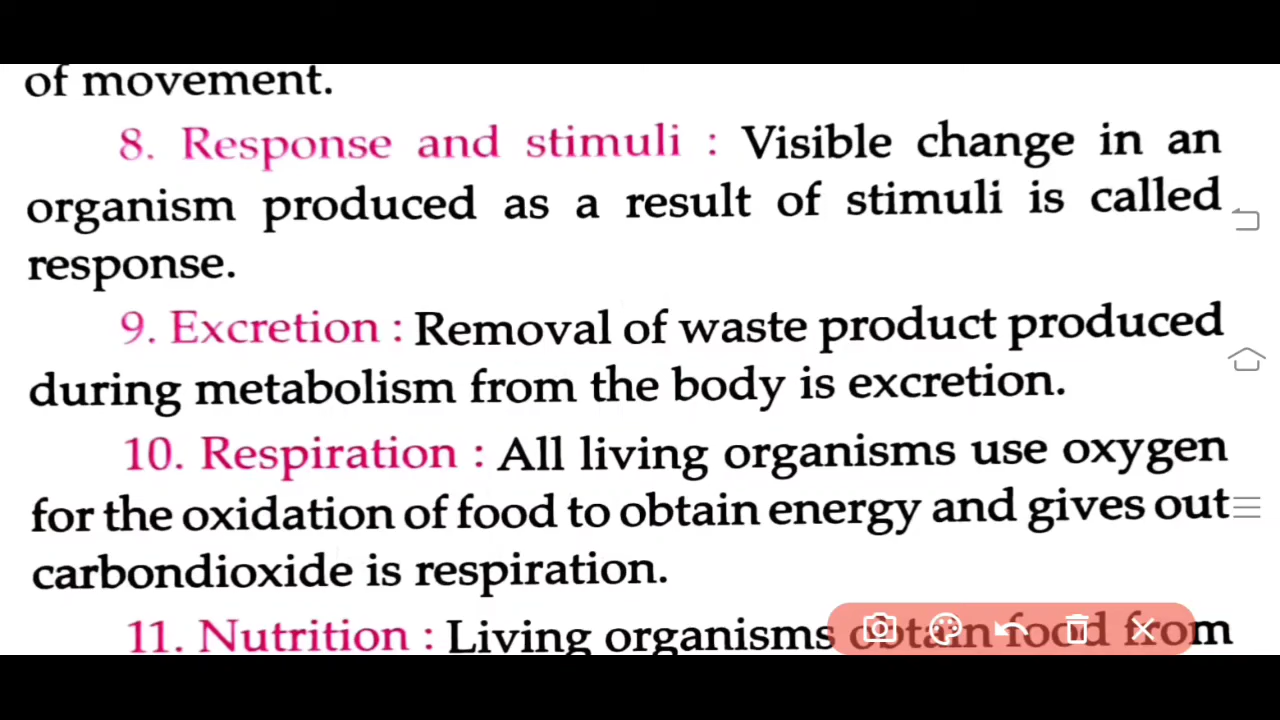 of movement.
8. Response and stimuli : Visible change in an
organism produced as a result of stimuli is called
response.
9. Excretion : Removal of waste product produced
during metabolism from the body is excretion.
10. Respiration : All living organisms use oxygen
for the oxidation of food to obtain energy and gives out
carbondioxide is respiration.
11. Nutrition : Living organisms obtain food from